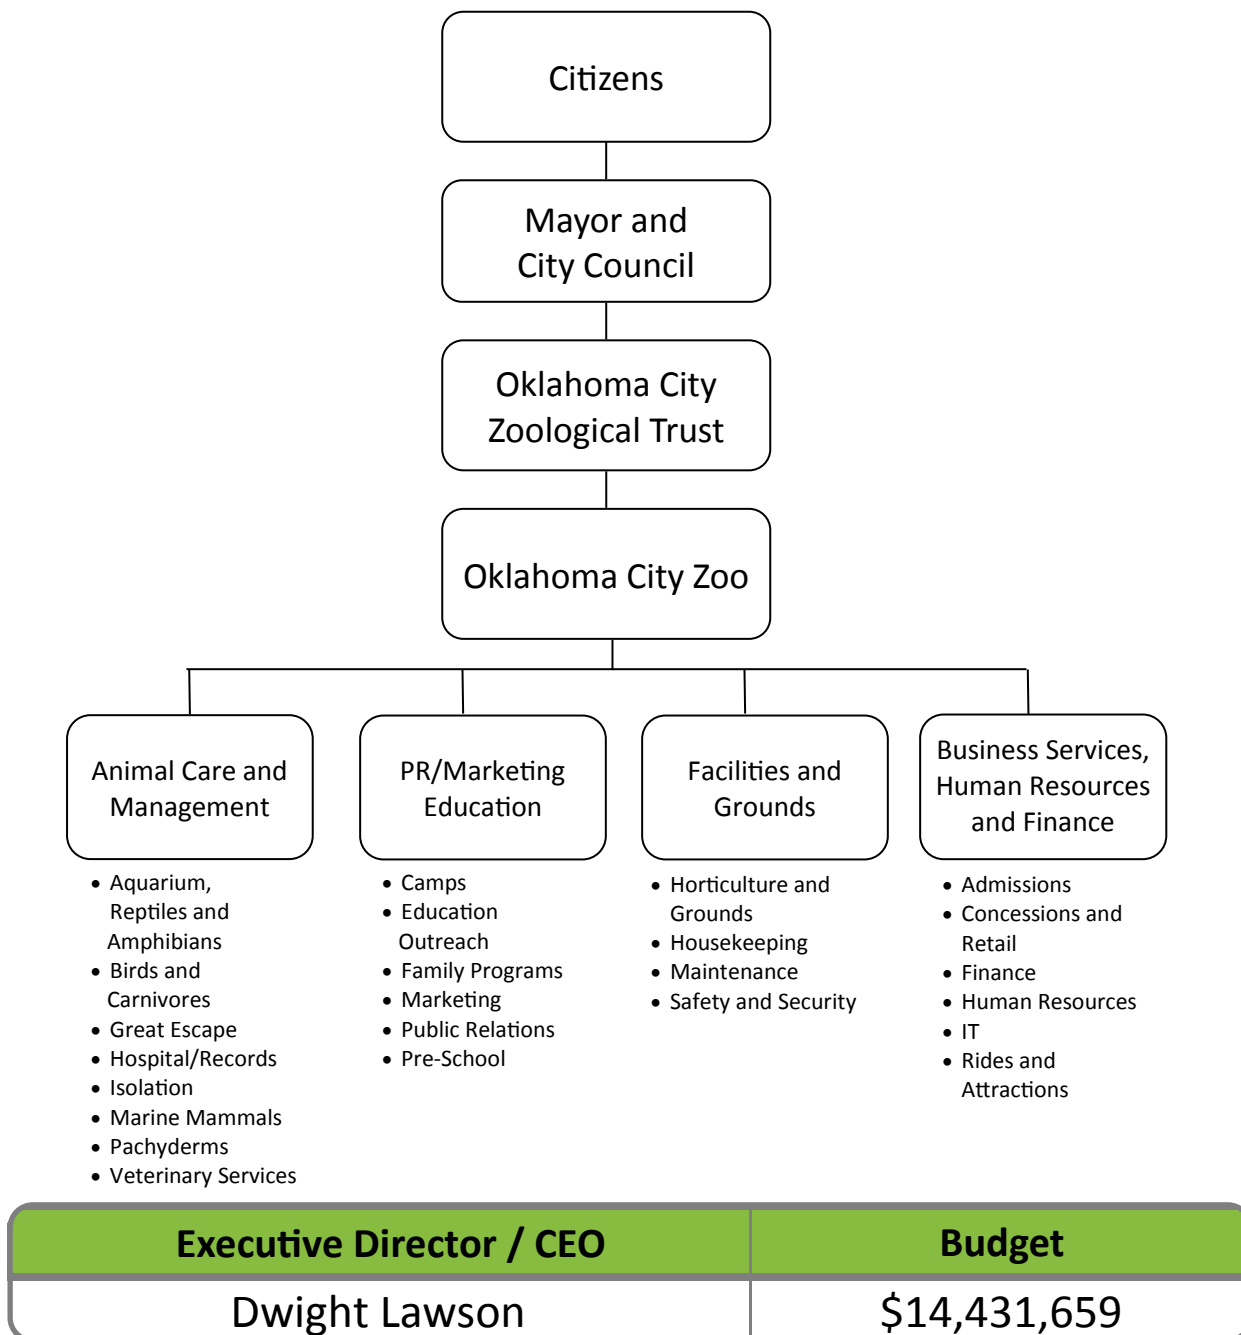 Citizens
Mayor and
City Council
Oklahoma City
Zoological Trust
Oklahoma City Zoo
Animal Care and
Management
• Aquarium,
Reptiles and
Amphibians
• Birds and
Carnivores
• Great Escape
• Hospital/Records
• Isolation
• Marine Mammals
• Pachyderms
• Veterinary Services
PR/Marketing
Education
• Camps
• Education
Outreach
• Family Programs
• Marketing
• Public Relations
• Pre-School
Facilities and
Grounds
• Horticulture and
Grounds
• Housekeeping
• Maintenance
• Safety and Security
Business Services,
Human Resources
and Finance
• Admissions
• Concessions and
Retail
• Finance
• Human Resources
• IT
• Rides and
Attractions
Executive Director / CEO
Budget
Dwight Lawson
$14,431,659